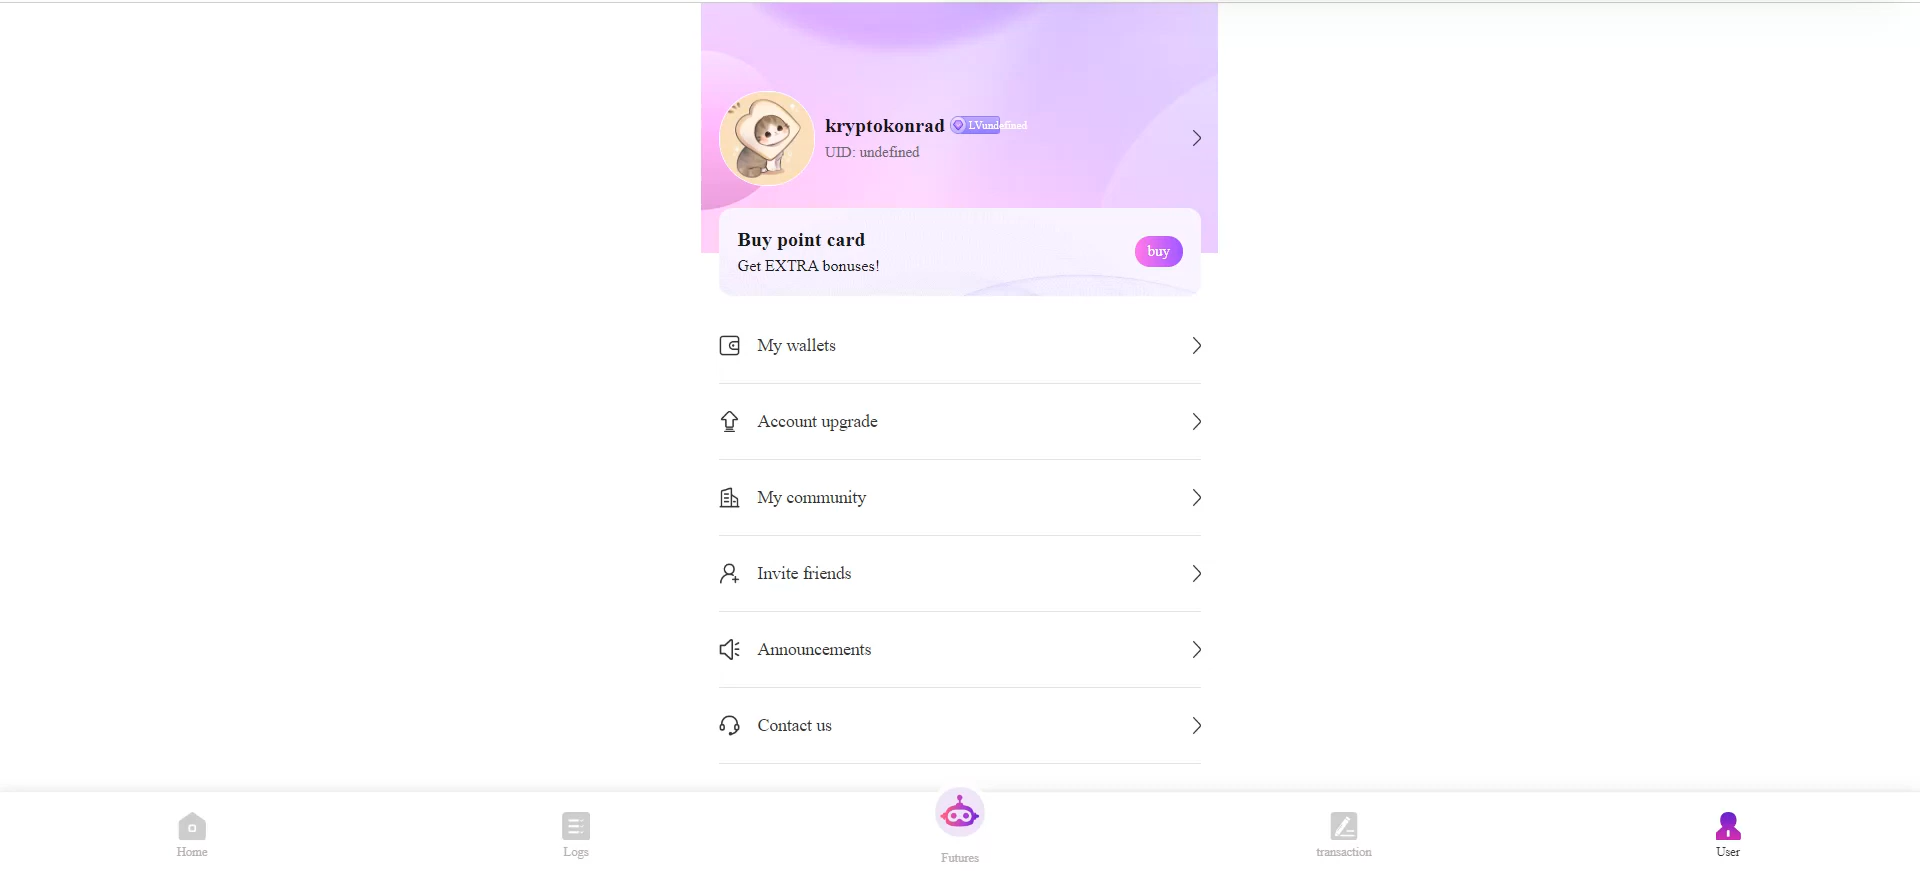 kryptokonrad LVundefined
UID: undefined
Buy point card
Get EXTRA bonuses!
buy
My wallets
Account upgrade
My community
Invite friends
Announcements
Contact us
Home
Logs
Futures
transaction
User